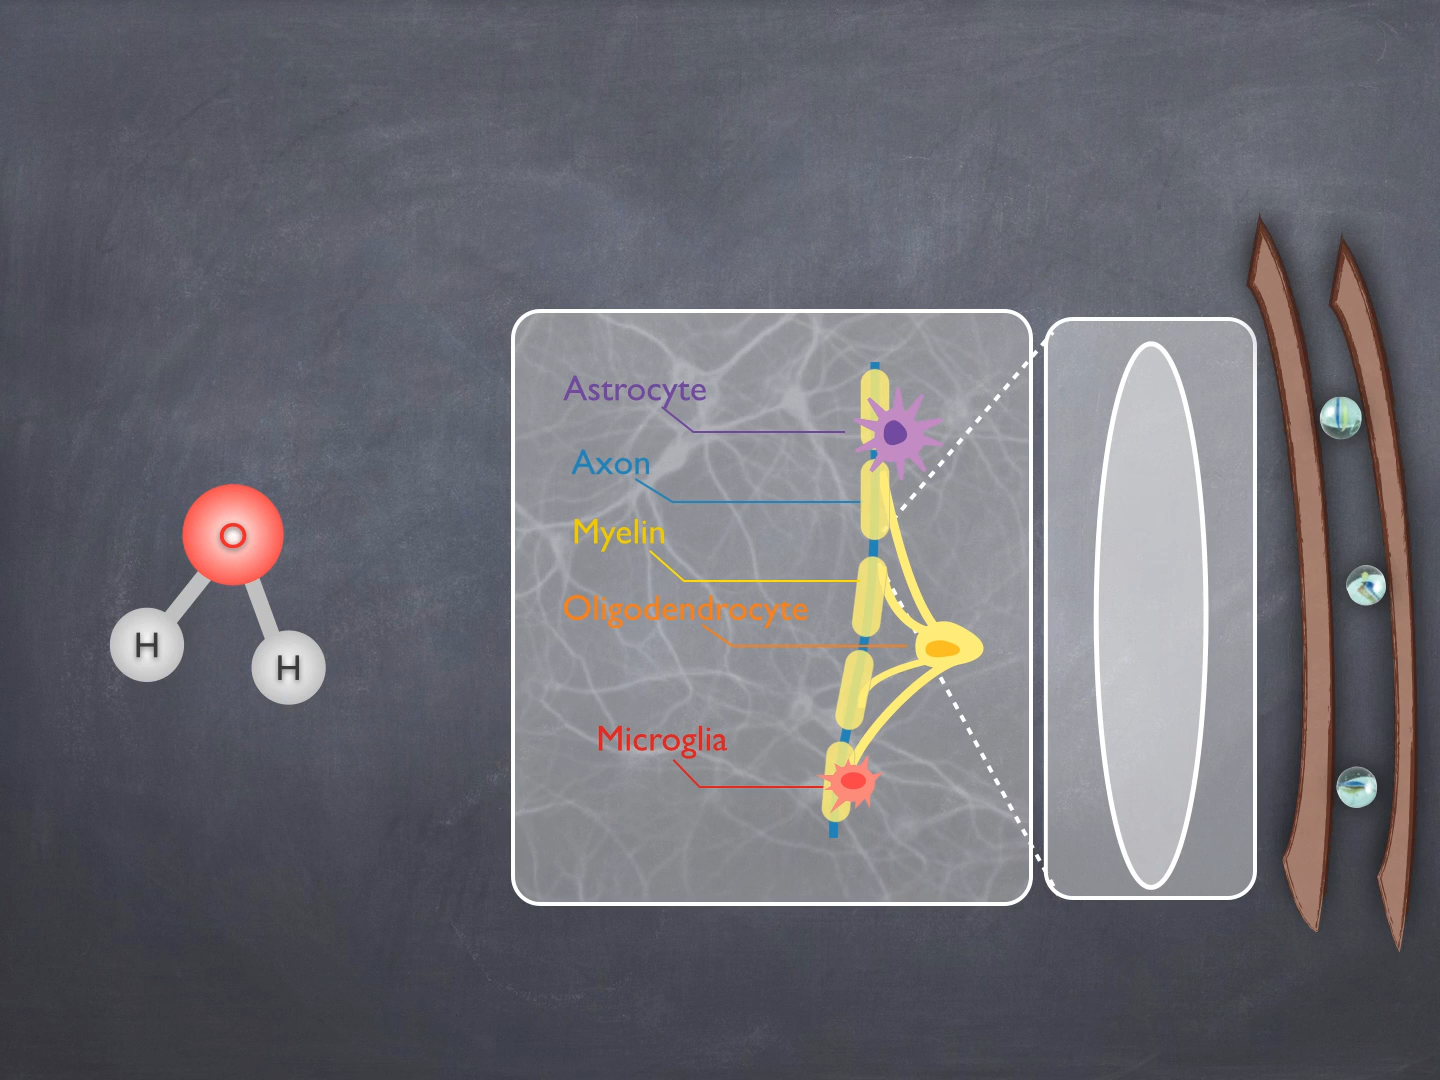 Astrocyte
Axon
Myelin
Oligodendrocyte
Microglia
O
H
H